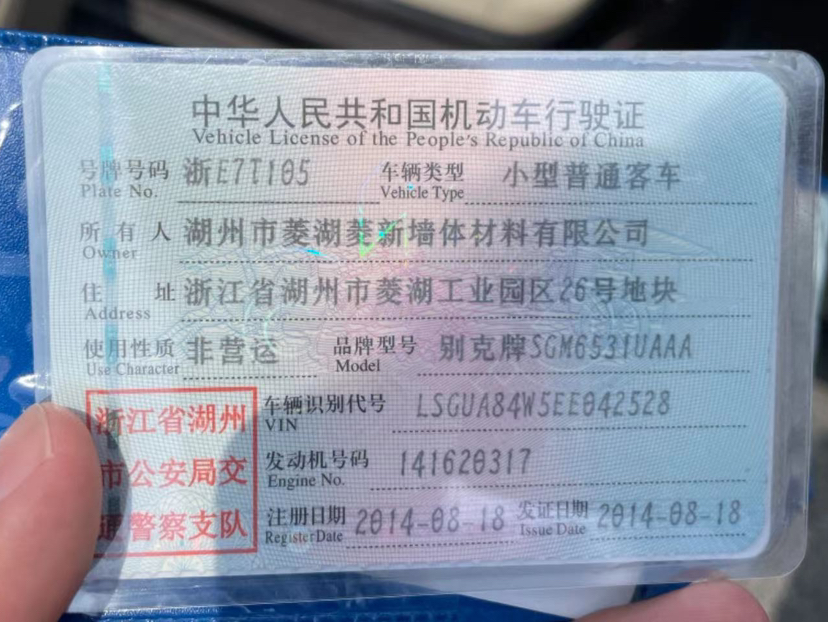 中华人民共和国机动车行驶证
Vehicle License of the People's Republic of China
号牌号码 浙E7T105 车辆类型 小型普通客车
Plate No. Vehicle Type
所有人 湖州市菱湖菱新墙体材料有限公司
Owner
住址 浙江省湖州市菱湖工业园区26号地块
Address
使用性质 非营运 品牌型号 别克牌SGM6531UAAA
Use Character Model
浙江省湖州 车辆识别代号 LSGUA84W5EE042528
VIN
市公安局交 发动机号码 141620317
Engine No.
通警察支队 注册日期 2014-08-18 发证日期 2014-08-18
Register Date Issue Date